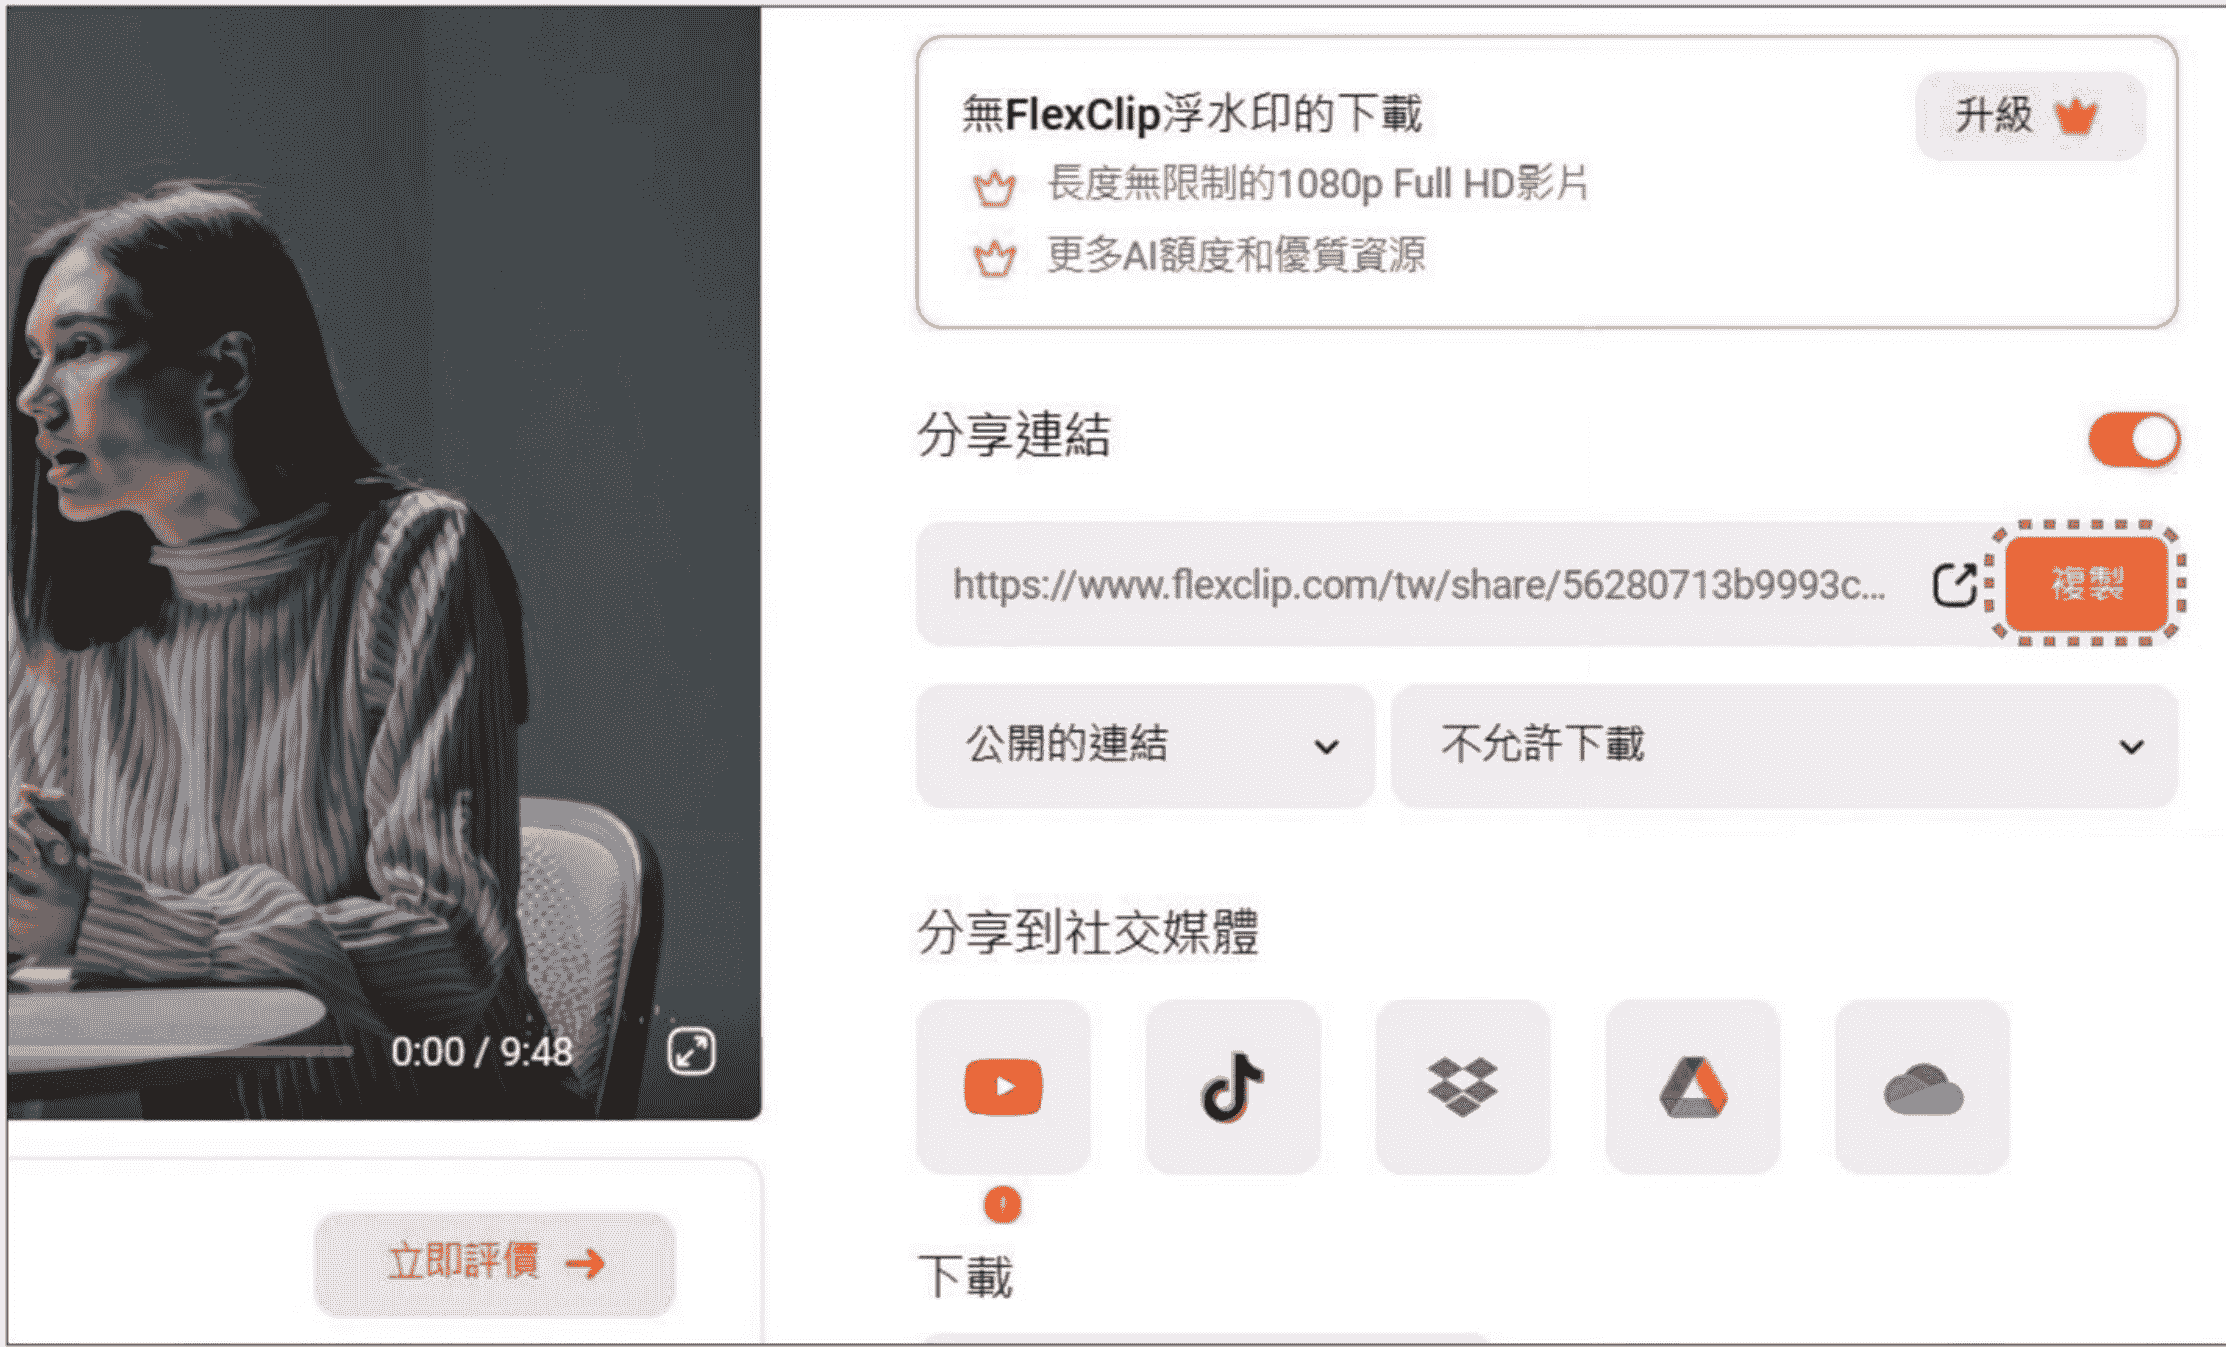 無FlexClip浮水印的下載
升級
長度無限制的1080p Full HD影片
更多AI額度和優質資源
分享連結
https://www.flexclip.com/tw/share/56280713b9993c...
複製
公開的連結
不允許下載
分享到社交媒體
0:00 / 9:48
立即評價
下載